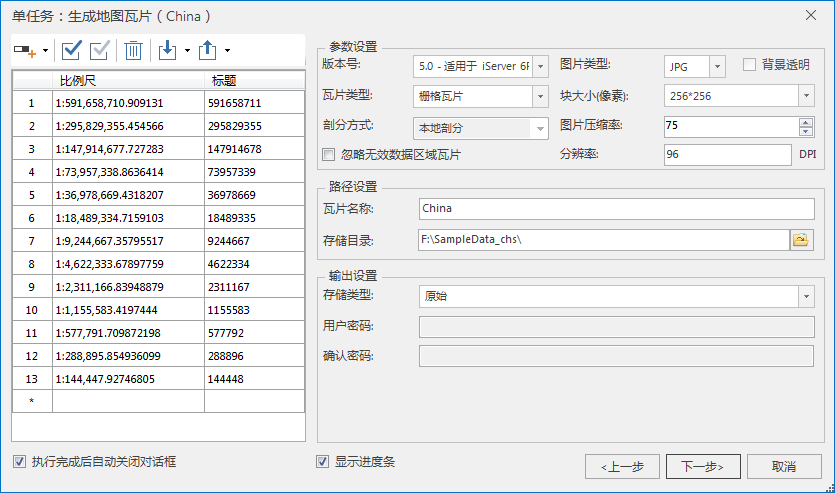 单任务：生成地图瓦片（China）
比例尺 标题
1 1:591,658,710.909131 591658711
2 1:295,829,355.454566 295829355
3 1:147,914,677.727283 147914678
4 1:73,957,338.8636414 73957339
5 1:36,978,669.4318207 36978669
6 1:18,489,334.7159103 18489335
7 1:9,244,667.35795517 9244667
8 1:4,622,333.67897759 4622334
9 1:2,311,166.83948879 2311167
10 1:1,155,583.4197444 1155583
11 1:577,791.709872198 577792
12 1:288,895.854936099 288896
13 1:144,447.92746805 144448
*
参数设置
版本号: 5.0 - 适用于 iServer 6F 图片类型: JPG 背景透明
瓦片类型: 栅格瓦片 块大小(像素): 256*256
剖分方式: 本地剖分 图片压缩率: 75
忽略无效数据区域瓦片 分辨率: 96 DPI
路径设置
瓦片名称: China
存储目录: F:\SampleData_chs\
输出设置
存储类型: 原始
用户密码:
确认密码:
执行完成后自动关闭对话框 显示进度条 <上一步 下一步> 取消